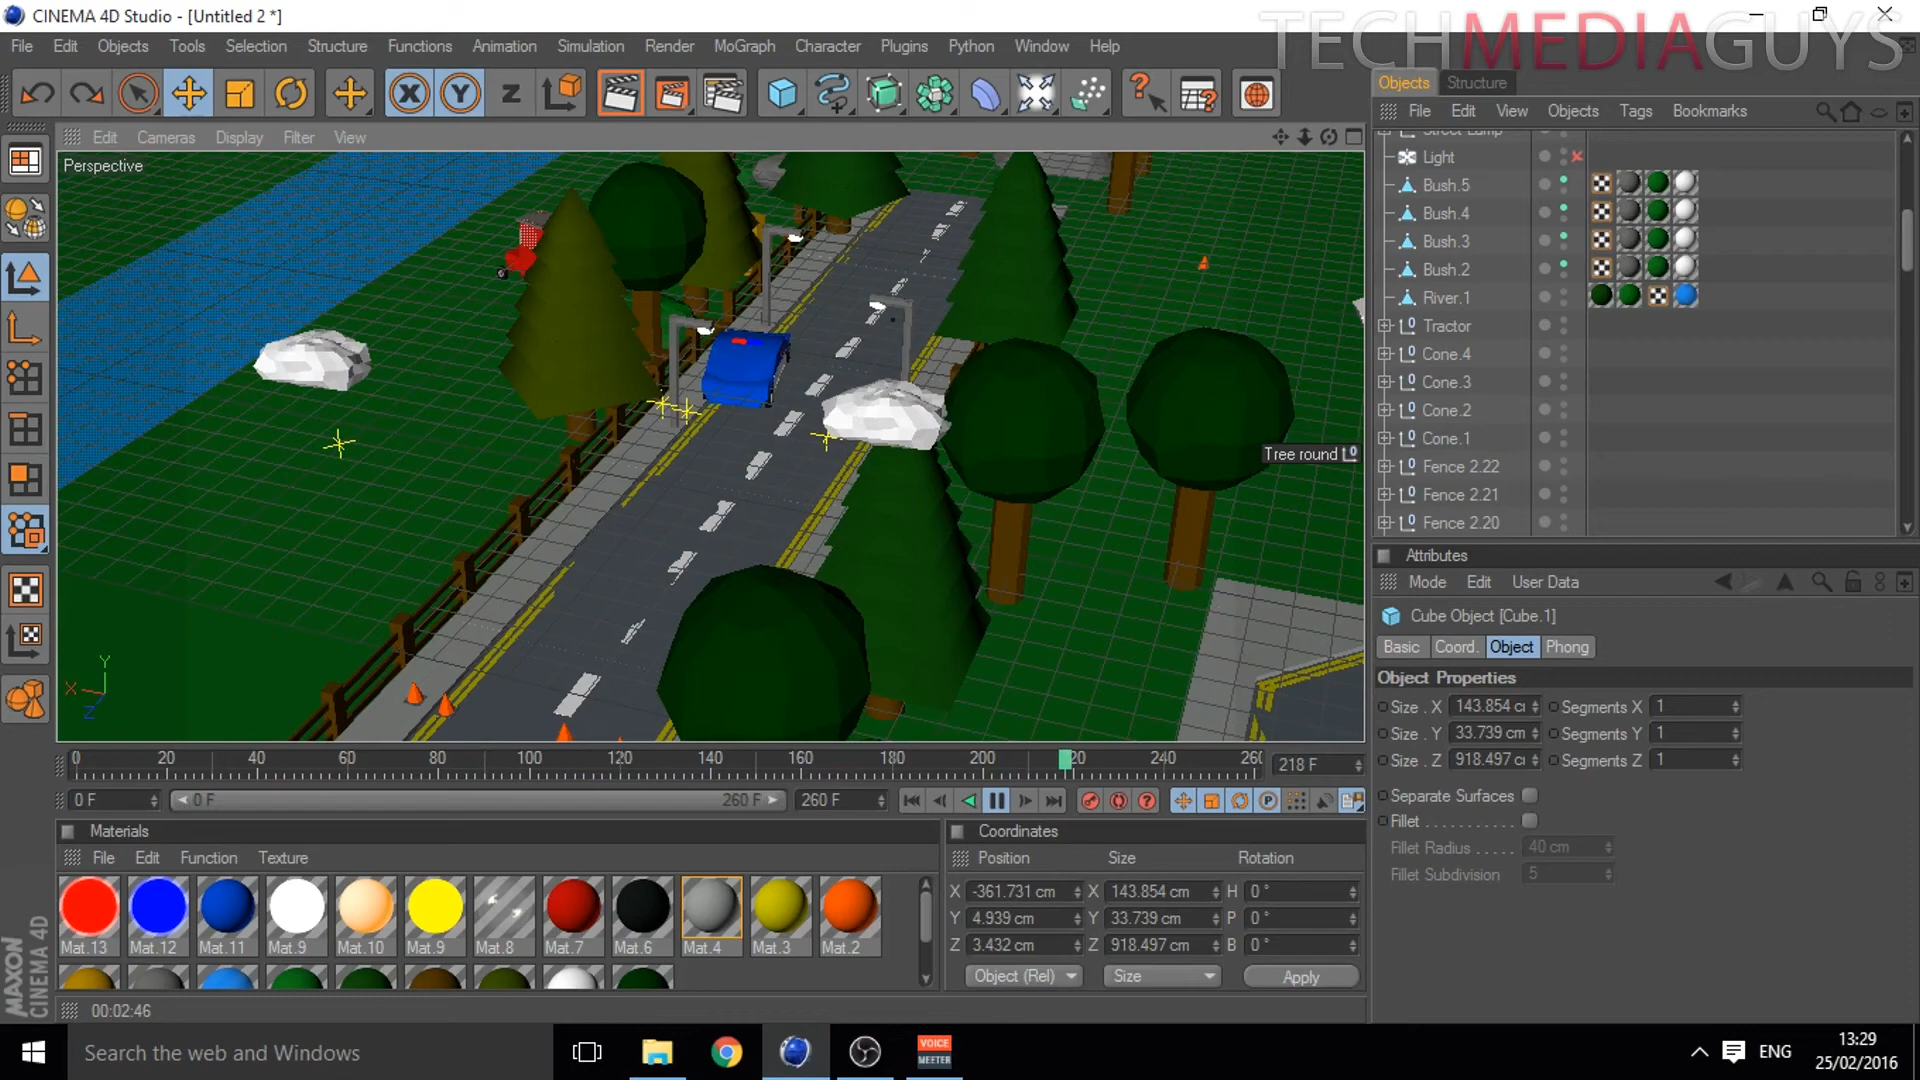 CINEMA 4D Studio - [Untitled 2 *]
TECHMEDIAGUYS
File Edit Objects Tools Selection Structure Functions Animation Simulation Render MoGraph Character Plugins Python Window Help
X Y Z
Objects Structure
File Edit View Objects Tags Bookmarks
Edit Cameras Display Filter View
Perspective
Street Lamp
Light
Bush.5
Bush.4
Bush.3
Bush.2
River.1
Tractor
Cone.4
Cone.3
Cone.2
Cone.1
Fence 2.22
Fence 2.21
Fence 2.20
Tree round
X Y Z
Attributes
Mode Edit User Data
Cube Object [Cube.1]
Basic Coord. Object Phong
Object Properties
Size . X 143.854 c Segments X 1
Size . Y 33.739 cm Segments Y 1
Size . Z 918.497 c Segments Z 1
Separate Surfaces
Fillet . . . . . . . . . . .
Fillet Radius . . . . . 40 cm
Fillet Subdivision 5
0 20 40 60 80 100 120 140 160 180 200 220 240 260 218 F
0 F 0 F 260 F 260 F
Materials
File Edit Function Texture
Mat.13 Mat.12 Mat.11 Mat.9 Mat.10 Mat.9 Mat.8 Mat.7 Mat.6 Mat.4 Mat.3 Mat.2
Coordinates
Position Size Rotation
X -361.731 cm X 143.854 cm H 0 °
Y 4.939 cm Y 33.739 cm P 0 °
Z 3.432 cm Z 918.497 cm B 0 °
Object (Rel) Size Apply
MAXON
CINEMA 4D
00:02:46
Search the web and Windows
VOICE
MEETER
ENG
13:29
25/02/2016